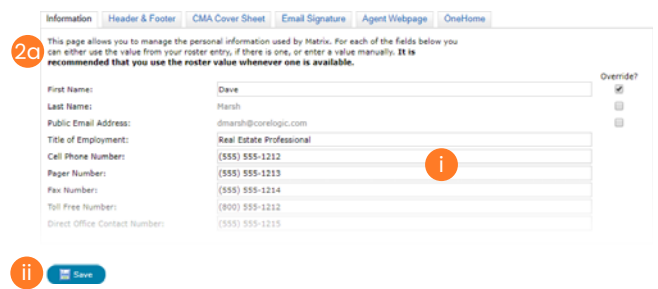 Information Header & Footer CMA Cover Sheet Email Signature Agent Webpage OneHome
2a
This page allows you to manage the personal information used by Matrix. For each of the fields below you
can either use the value from your roster entry, if there is one, or enter a value manually. It is
recommended that you use the roster value whenever one is available.
Override?
First Name: Dave
Last Name: Marsh
Public Email Address: dmarsh@corelogic.com
Title of Employment: Real Estate Professional
Cell Phone Number: (555) 555-1212
i
Pager Number: (555) 555-1213
Fax Number: (555) 555-1214
Toll Free Number: (800) 555-1212
Direct Office Contact Number: (555) 555-1215
ii
Save